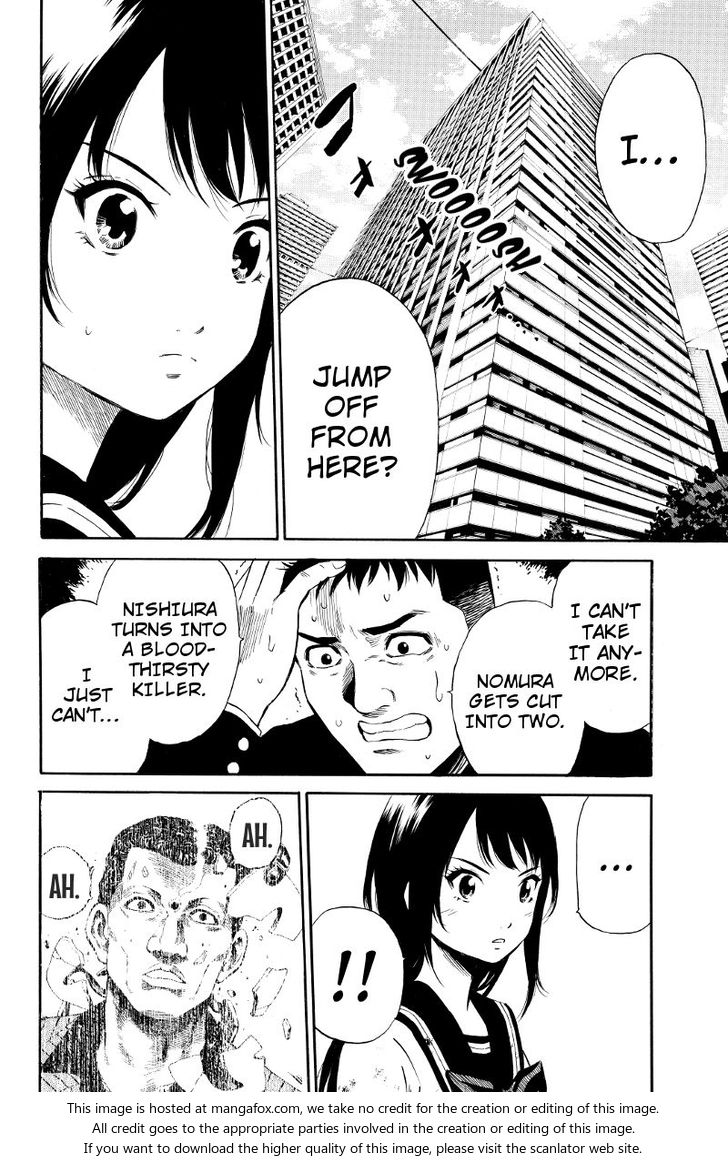 I...
SWOOOOSH
JUMP
OFF
FROM
HERE?
I CAN'T
TAKE
IT ANY-
MORE.
NOMURA
GETS CUT
INTO TWO.
NISHIURA
TURNS INTO
A BLOOD-
THIRSTY
KILLER.
I
JUST
CAN'T...
...
!!
AH.
AH.
This image is hosted at mangafox.com, we take no credit for the creation or editing of this image.
All credit goes to the appropriate parties involved in the creation or editing of this image.
If you want to download the higher quality of this image, please visit the scanlator web site.